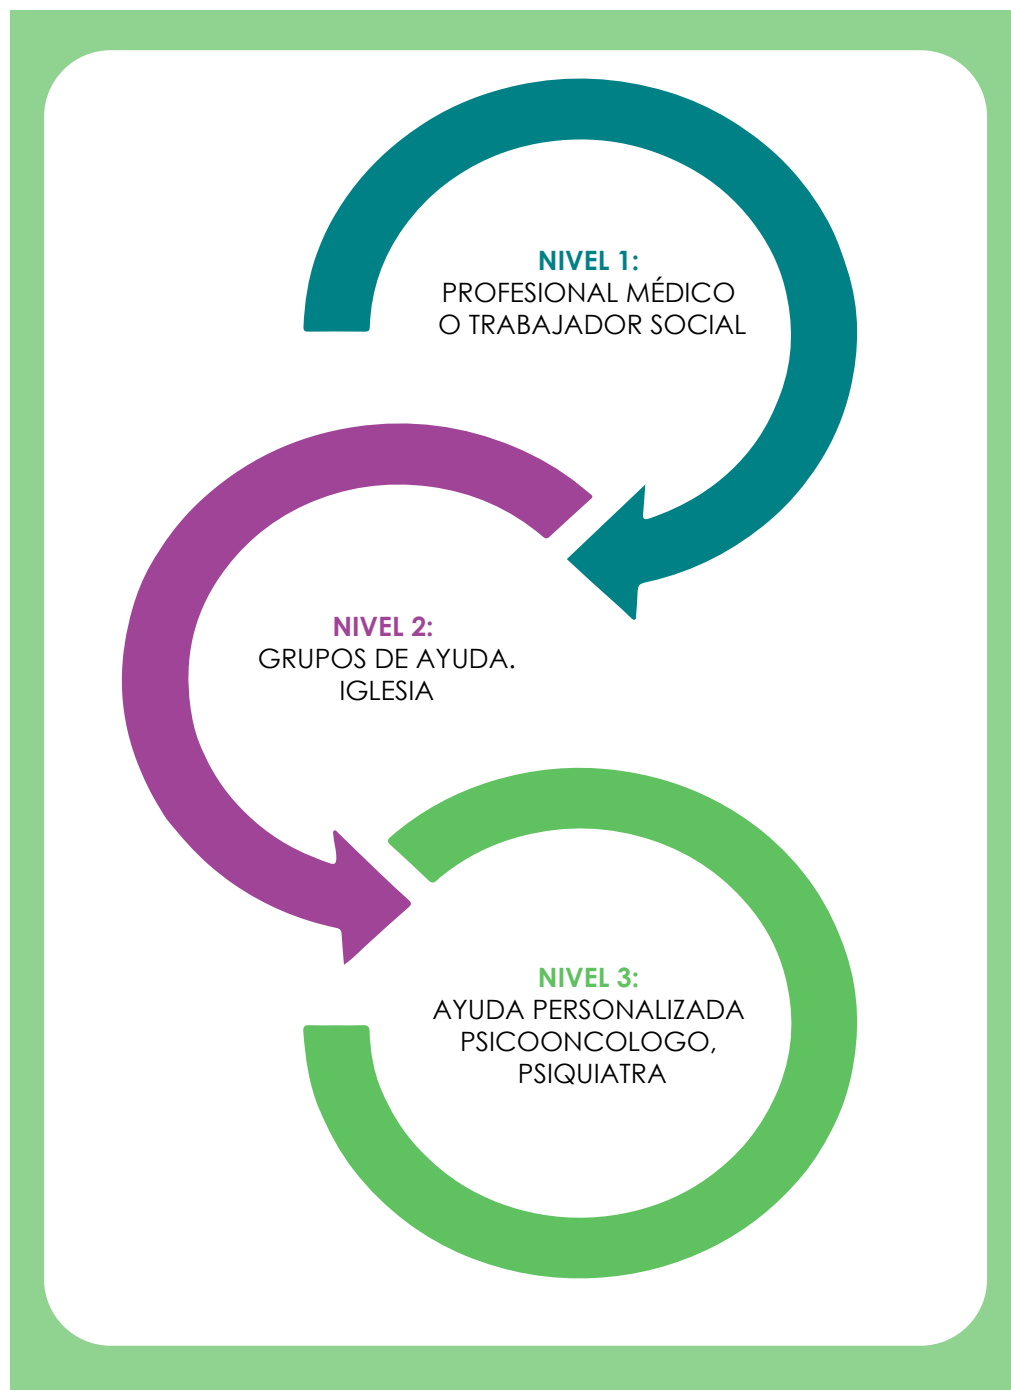 NIVEL 1:
PROFESIONAL MÉDICO
O TRABAJADOR SOCIAL
NIVEL 2:
GRUPOS DE AYUDA.
IGLESIA
NIVEL 3:
AYUDA PERSONALIZADA
PSICOONCOLOGO,
PSIQUIATRA